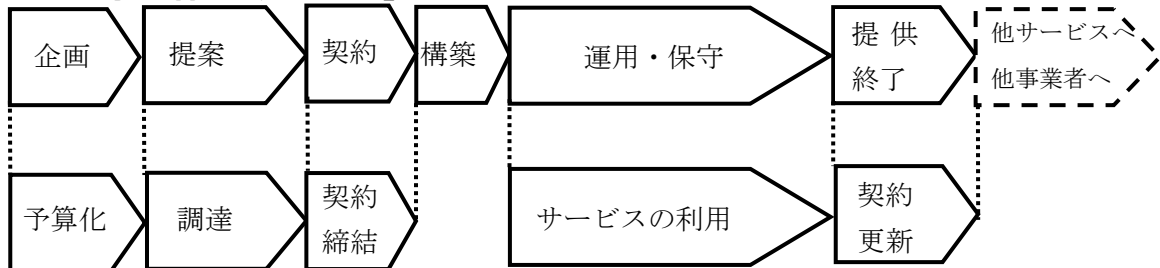 企画
提案
契約
構築
運用・保守
提 供
終了
他サービスへ
他事業者へ
予算化
調達
契約
締結
サービスの利用
契約
更新